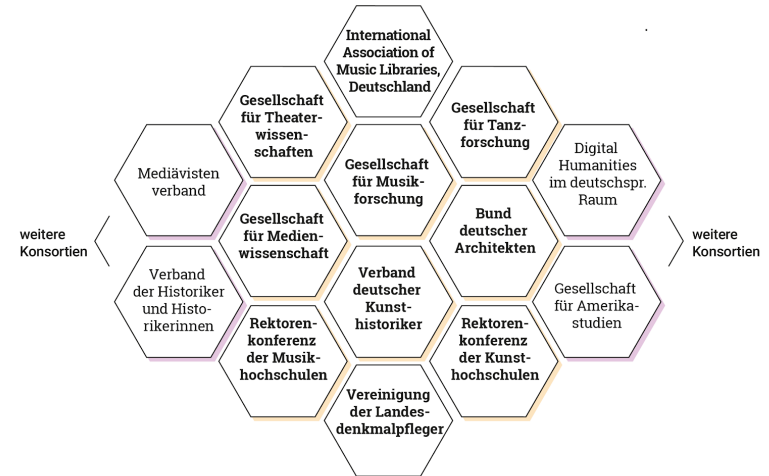 International
Association of
Music Libraries,
Deutschland
Gesellschaft
für Theater-
wissen-
schaften
Gesellschaft
für Tanz-
forschung
Mediävisten
verband
Gesellschaft
für Musik-
forschung
Digital
Humanities
im deutschspr.
Raum
weitere
Konsortien
Gesellschaft
für Medien-
wissenschaft
Bund
deutscher
Architekten
weitere
Konsortien
Verband
der Historiker
und Histo-
rikerinnen
Verband
deutscher
Kunst-
historiker
Gesellschaft
für Amerika-
studien
Rektoren-
konferenz
der Musik-
hochschulen
Rektoren-
konferenz
der Kunst-
hochschulen
Vereinigung
der Landes-
denkmalpfleger